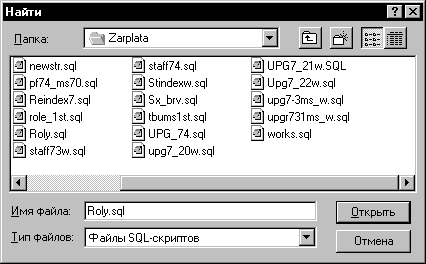 Найти
Папка: Zarplata
newstr.sql staff74.sql UPG7_21w.SQL
pf74_ms70.sql Stindexw.sql Upg7_22w.sql
Reindex7.sql Sx_brv.sql upg7-3ms_w.sql
role_1st.sql tbums1st.sql upgr731ms_w.sql
Roly.sql UPG_74.sql works.sql
staff73w.sql upg7_20w.sql
Имя файла: Roly.sql Открыть
Тип файлов: Файлы SQL-скриптов Отмена